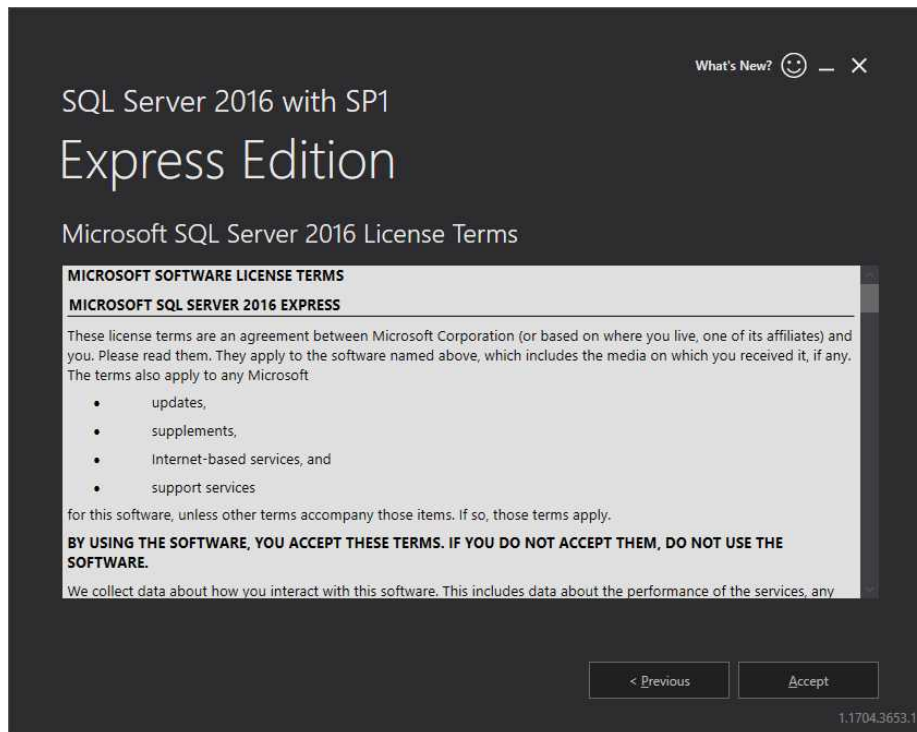 What's New?
SQL Server 2016 with SP1
Express Edition
Microsoft SQL Server 2016 License Terms
MICROSOFT SOFTWARE LICENSE TERMS
MICROSOFT SQL SERVER 2016 EXPRESS
These license terms are an agreement between Microsoft Corporation (or based on where you live, one of its affiliates) and
you. Please read them. They apply to the software named above, which includes the media on which you received it, if any.
The terms also apply to any Microsoft
• updates,
• supplements,
• Internet-based services, and
• support services
for this software, unless other terms accompany those items. If so, those terms apply.
BY USING THE SOFTWARE, YOU ACCEPT THESE TERMS. IF YOU DO NOT ACCEPT THEM, DO NOT USE THE
SOFTWARE.
We collect data about how you interact with this software. This includes data about the performance of the services, any
< Previous
Accept
1.1704.3653.1